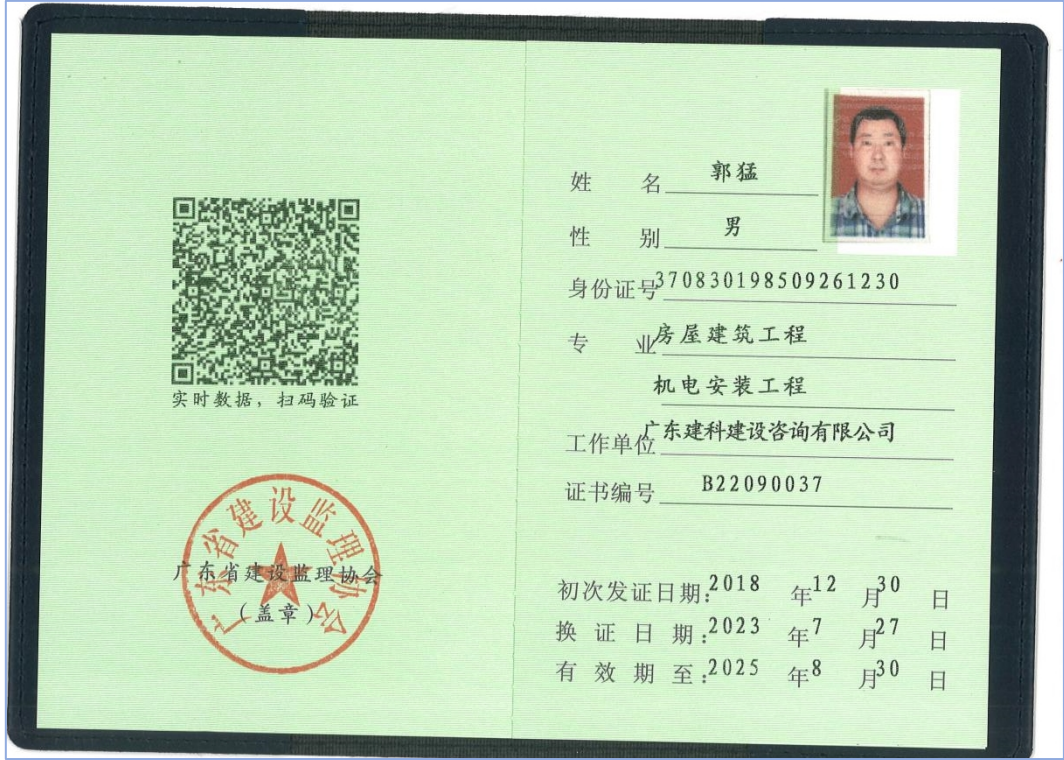 实时数据，扫码验证
广东省建设监理协会
广东省建设监理协会
（盖章）
姓 名 郭猛
性 别 男
身份证号 370830198509261230
专 业 房屋建筑工程
机电安装工程
工作单位 广东建科建设咨询有限公司
证书编号 B22090037
初次发证日期：2018 年 12 月 30 日
换 证 日 期：2023 年 7 月 27 日
有 效 期 至：2025 年 8 月 30 日